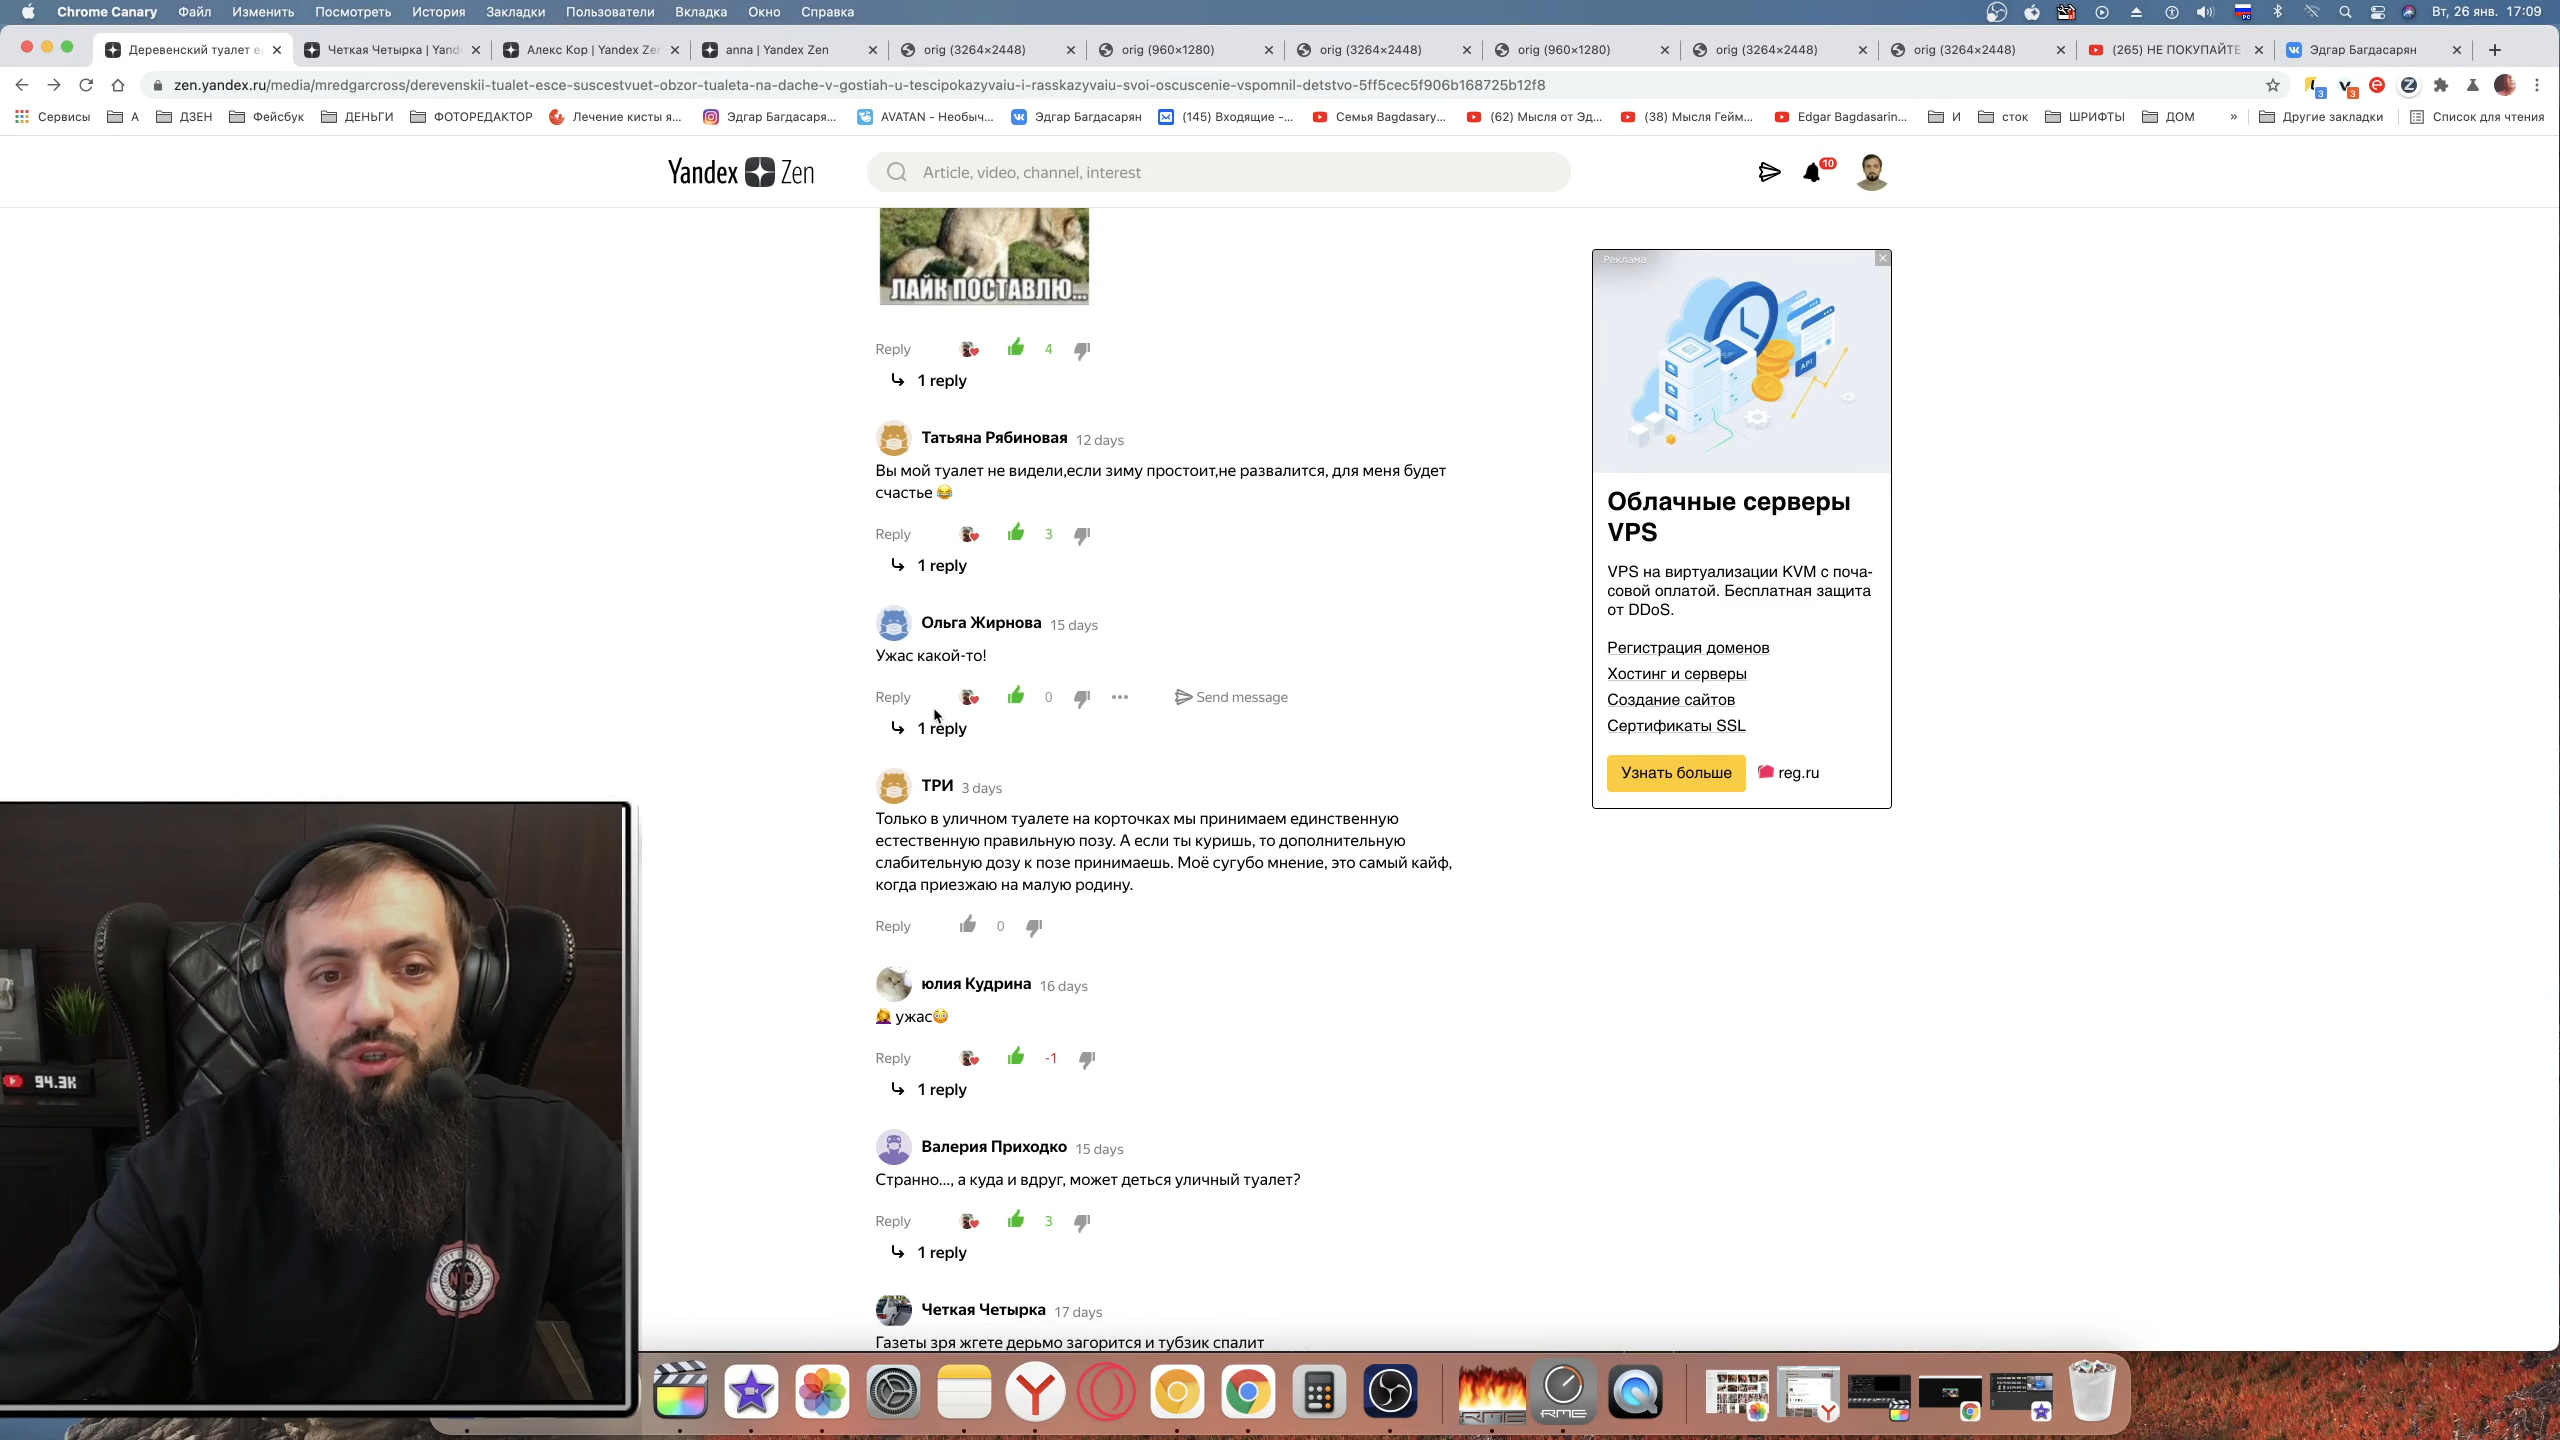 Chrome Canary Файл Изменить Посмотреть История Закладки Пользователи Вкладка Окно Справка Вт, 26 янв. 17:09
Деревенский туалет Четкая Четырка | Yand Алекс Кор | Yandex Zen anna | Yandex Zen orig (3264×2448) orig (960×1280) orig (3264×2448) orig (960×1280) orig (3264×2448) orig (3264×2448) (265) НЕ ПОКУПАЙТЕ Эдгар Багдасарян
zen.yandex.ru/media/mredgarcross/derevenskii-tualet-esce-suscestvuet-obzor-tualeta-na-dache-v-gostiah-u-tescipokazyvaiu-i-rasskazyvaiu-svoi-oscuscenie-vspomnil-detstvo-5ff5cec5f906b168725b12f8
3 3
Сервисы А ДЗЕН Фейсбук ДЕНЬГИ ФОТОРЕДАКТОР Лечение кисты я... Эдгар Багдасаря... AVATAN - Необыч... Эдгар Багдасарян (145) Входящие -... Семья Bagdasary... (62) Мысля от Эд... (38) Мысля Гейм... Edgar Bagdasarin... И сток ШРИФТЫ ДОМ » Другие закладки Список для чтения
Yandex Zen
Article, video, channel, interest
10
ЛАЙК ПОСТАВЛЮ...
Reply 4
1 reply
Татьяна Рябиновая 12 days
Вы мой туалет не видели,если зиму простоит,не развалится, для меня будет
счастье 😂
Reply 3
1 reply
Ольга Жирнова 15 days
Ужас какой-то!
Reply 0 ••• Send message
1 reply
ТРИ 3 days
Только в уличном туалете на корточках мы принимаем единственную
естественную правильную позу. А если ты куришь, то дополнительную
слабительную дозу к позе принимаешь. Моё сугубо мнение, это самый кайф,
когда приезжаю на малую родину.
Reply 0
юлия Кудрина 16 days
🤦‍♀️ ужас😳
Reply -1
1 reply
Валерия Приходко 15 days
Странно..., а куда и вдруг, может деться уличный туалет?
Reply 3
1 reply
Четкая Четырка 17 days
Газеты зря жгете дерьмо загорится и тубзик спалит
Реклама
API
Облачные серверы
VPS
VPS на виртуализации KVM с поча-
совой оплатой. Бесплатная защита
от DDoS.
Регистрация доменов
Хостинг и серверы
Создание сайтов
Сертификаты SSL
Узнать больше reg.ru
94.3K
NC
RME
RME